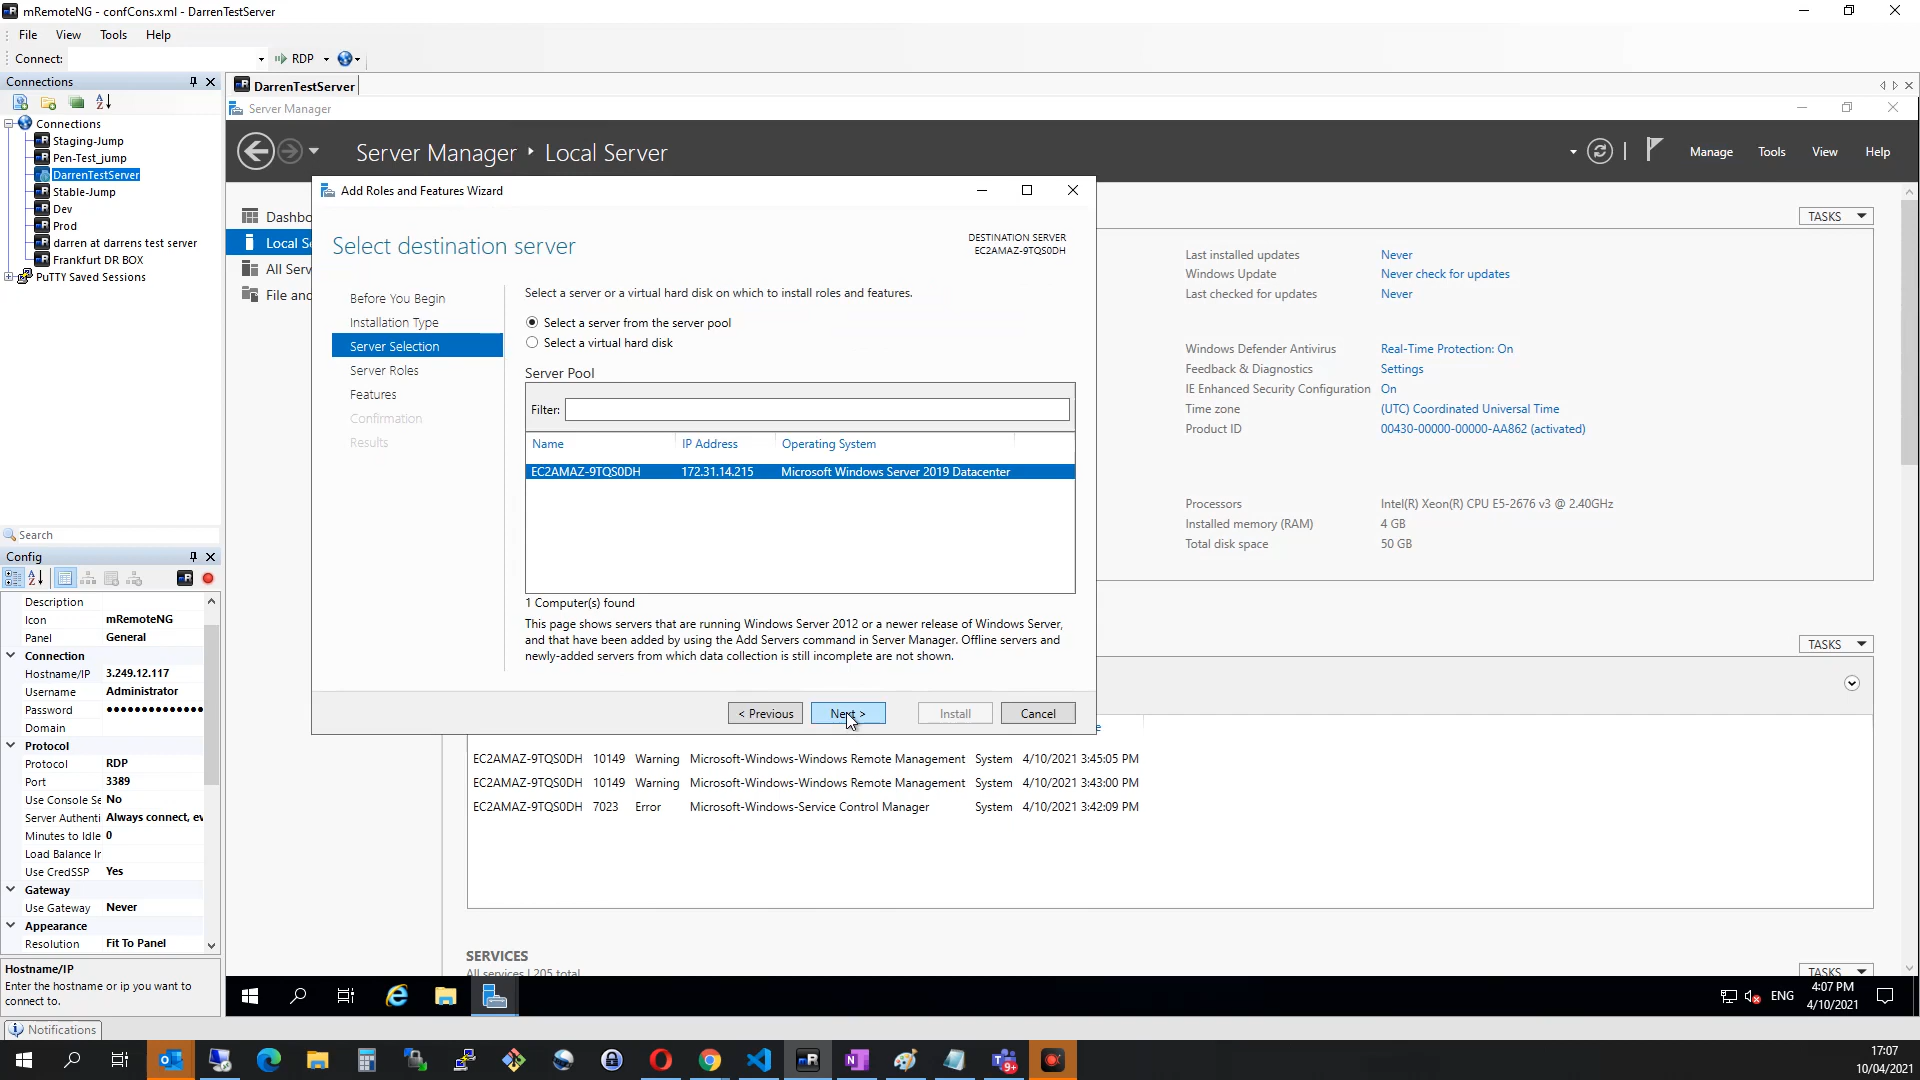 mRemoteNG - confCons.xml - DarrenTestServer
File View Tools Help
Connect: RDP
Connections
Connections
Staging-Jump
Pen-Test_jump
DarrenTestServer
Stable-Jump
Dev
Prod
darren at darrens test server
Frankfurt DR BOX
PuTTY Saved Sessions
Search
Config
Description
Icon mRemoteNG
Panel General
Connection
Hostname/IP 3.249.12.117
Username Administrator
Password ●●●●●●●●●●●●●●
Domain
Protocol
Protocol RDP
Port 3389
Use Console Se No
Server Authenti Always connect, ev
Minutes to Idle 0
Load Balance Ir
Use CredSSP Yes
Gateway
Use Gateway Never
Appearance
Resolution Fit To Panel
Hostname/IP
Enter the hostname or ip you want to
connect to.
Notifications
DarrenTestServer
Server Manager
Server Manager ‣ Local Server
Manage Tools View Help
Dashbo
Local Se
All Serv
File and
Add Roles and Features Wizard
Select destination server
DESTINATION SERVER
EC2AMAZ-9TQS0DH
Before You Begin
Installation Type
Server Selection
Server Roles
Features
Confirmation
Results
Select a server or a virtual hard disk on which to install roles and features.
Select a server from the server pool
Select a virtual hard disk
Server Pool
Filter:
Name IP Address Operating System
EC2AMAZ-9TQS0DH 172.31.14.215 Microsoft Windows Server 2019 Datacenter
1 Computer(s) found
This page shows servers that are running Windows Server 2012 or a newer release of Windows Server,
and that have been added by using the Add Servers command in Server Manager. Offline servers and
newly-added servers from which data collection is still incomplete are not shown.
< Previous Next > Install Cancel
TASKS
Last installed updates Never
Windows Update Never check for updates
Last checked for updates Never
Windows Defender Antivirus Real-Time Protection: On
Feedback & Diagnostics Settings
IE Enhanced Security Configuration On
Time zone (UTC) Coordinated Universal Time
Product ID 00430-00000-00000-AA862 (activated)
Processors Intel(R) Xeon(R) CPU E5-2676 v3 @ 2.40GHz
Installed memory (RAM) 4 GB
Total disk space 50 GB
TASKS
e
EC2AMAZ-9TQS0DH 10149 Warning Microsoft-Windows-Windows Remote Management System 4/10/2021 3:45:05 PM
EC2AMAZ-9TQS0DH 10149 Warning Microsoft-Windows-Windows Remote Management System 4/10/2021 3:43:00 PM
EC2AMAZ-9TQS0DH 7023 Error Microsoft-Windows-Service Control Manager System 4/10/2021 3:42:09 PM
SERVICES
All services | 205 total
TASKS
ENG
4:07 PM
4/10/2021
9+
17:07
10/04/2021